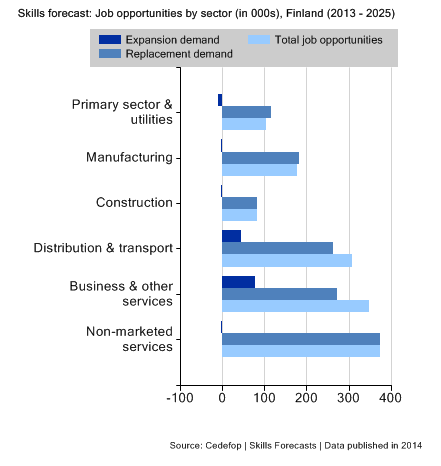 Skills forecast: Job opportunities by sector (in 000s), Finland (2013 - 2025)
Expansion demand
Total job opportunities
Replacement demand
Primary sector &
utilities
Manufacturing
Construction
Distribution & transport
Business & other
services
Non-marketed
services
-100 0 100 200 300 400
Source: Cedefop | Skills Forecasts | Data published in 2014